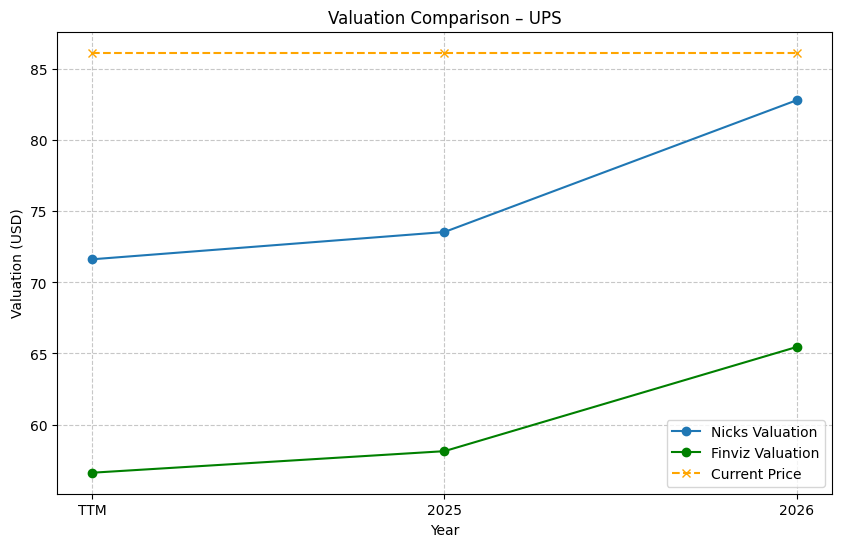 Valuation Comparison – UPS
Valuation (USD)
85
80
75
70
65
60
TTM
2025
2026
Year
Nicks Valuation
Finviz Valuation
Current Price